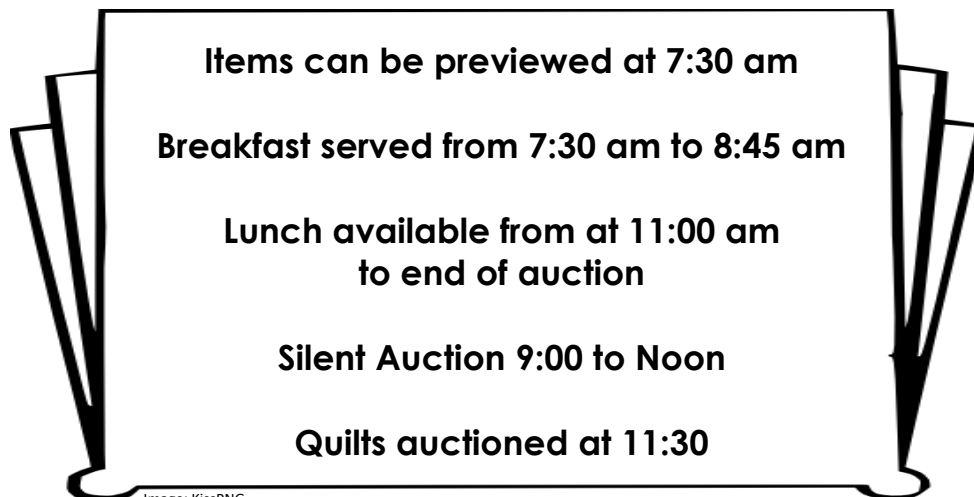 Items can be previewed at 7:30 am
Breakfast served from 7:30 am to 8:45 am
Lunch available from at 11:00 am
to end of auction
Silent Auction 9:00 to Noon
Quilts auctioned at 11:30
Image: KissPNG